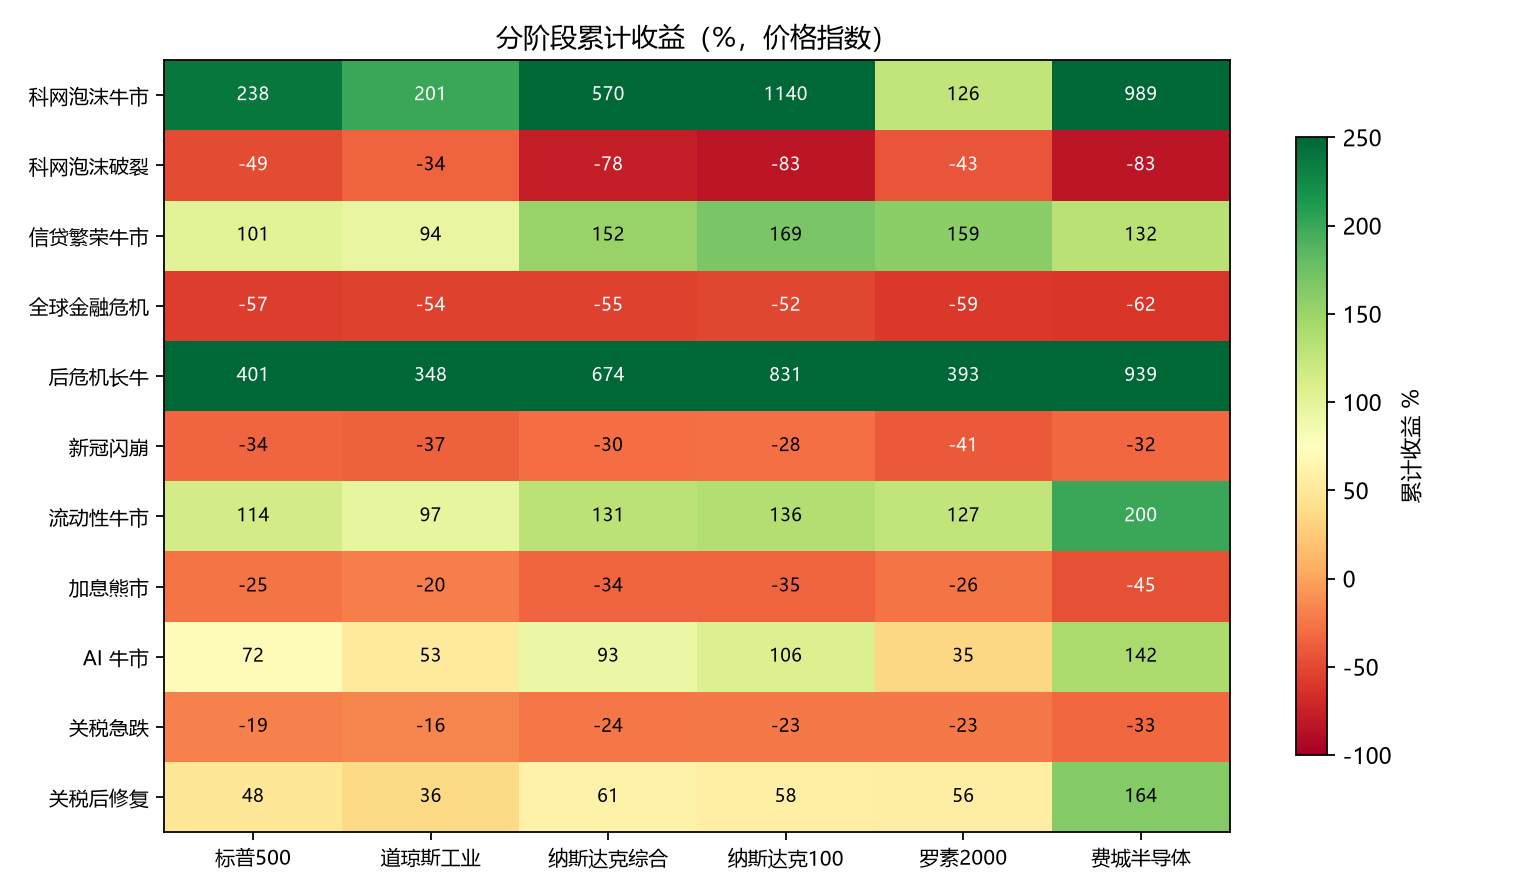 分阶段累计收益（%，价格指数）
科网泡沫牛市 238 201 570 1140 126 989
科网泡沫破裂 -49 -34 -78 -83 -43 -83
信贷繁荣牛市 101 94 152 169 159 132
全球金融危机 -57 -54 -55 -52 -59 -62
后危机长牛 401 348 674 831 393 939
新冠闪崩 -34 -37 -30 -28 -41 -32
流动性牛市 114 97 131 136 127 200
加息熊市 -25 -20 -34 -35 -26 -45
AI 牛市 72 53 93 106 35 142
关税急跌 -19 -16 -24 -23 -23 -33
关税后修复 48 36 61 58 56 164
标普500 道琼斯工业 纳斯达克综合 纳斯达克100 罗素2000 费城半导体
250
200
150
100
50
0
-50
-100
累计收益 %